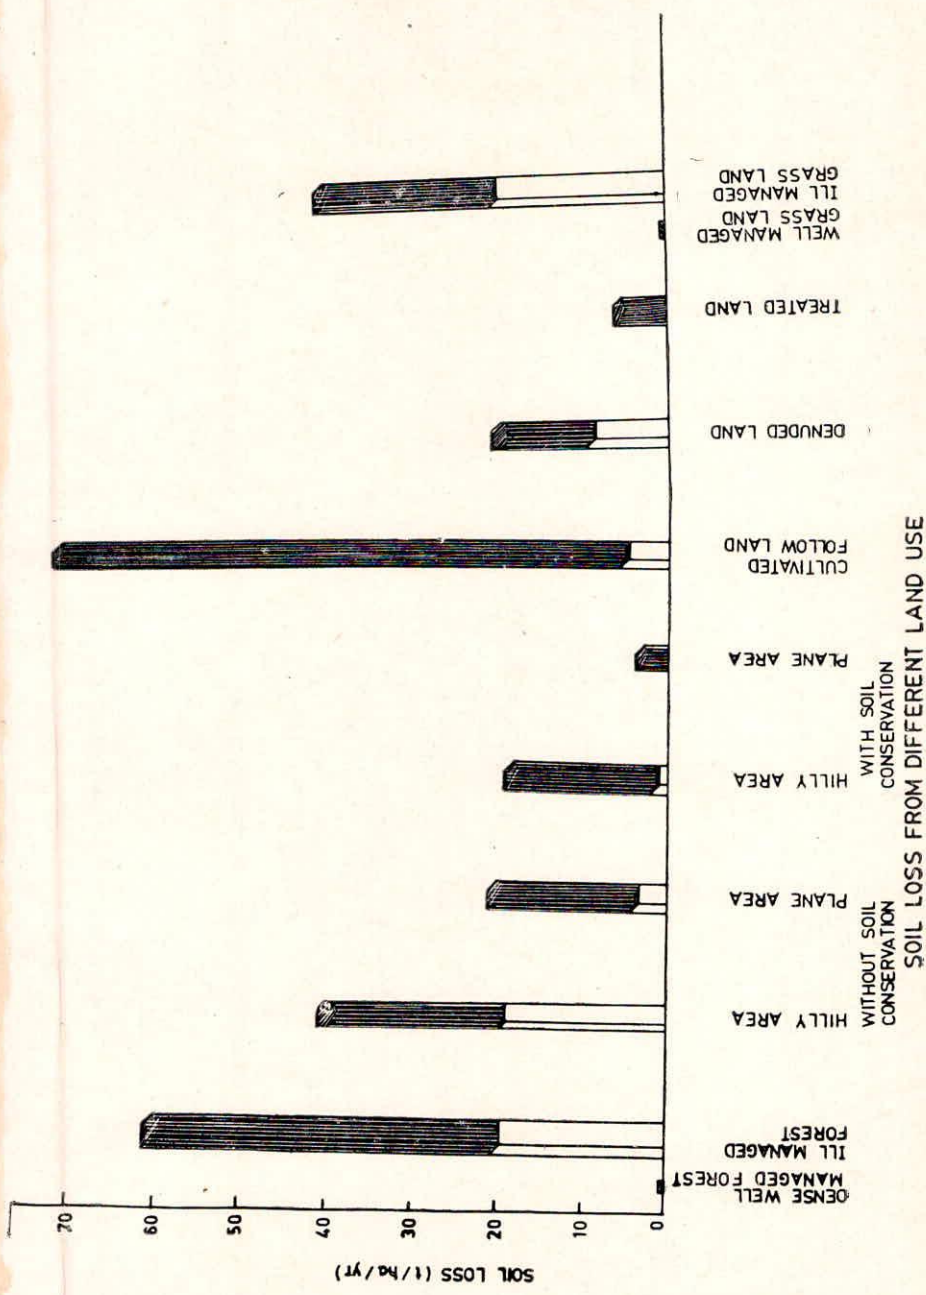 SOIL LOSS (t/ha/yr)
70
60
50
40
30
20
10
0
DENSE WELL
MANAGED FOREST
ILL MANAGED
FOREST
HILLY AREA
PLANE AREA
WITHOUT SOIL
CONSERVATION
HILLY AREA
PLANE AREA
WITH SOIL
CONSERVATION
CULTIVATED
FOLLOW LAND
DENUDED LAND
TREATED LAND
WELL MANAGED
GRASS LAND
ILL MANAGED
GRASS LAND
SOIL LOSS FROM DIFFERENT LAND USE